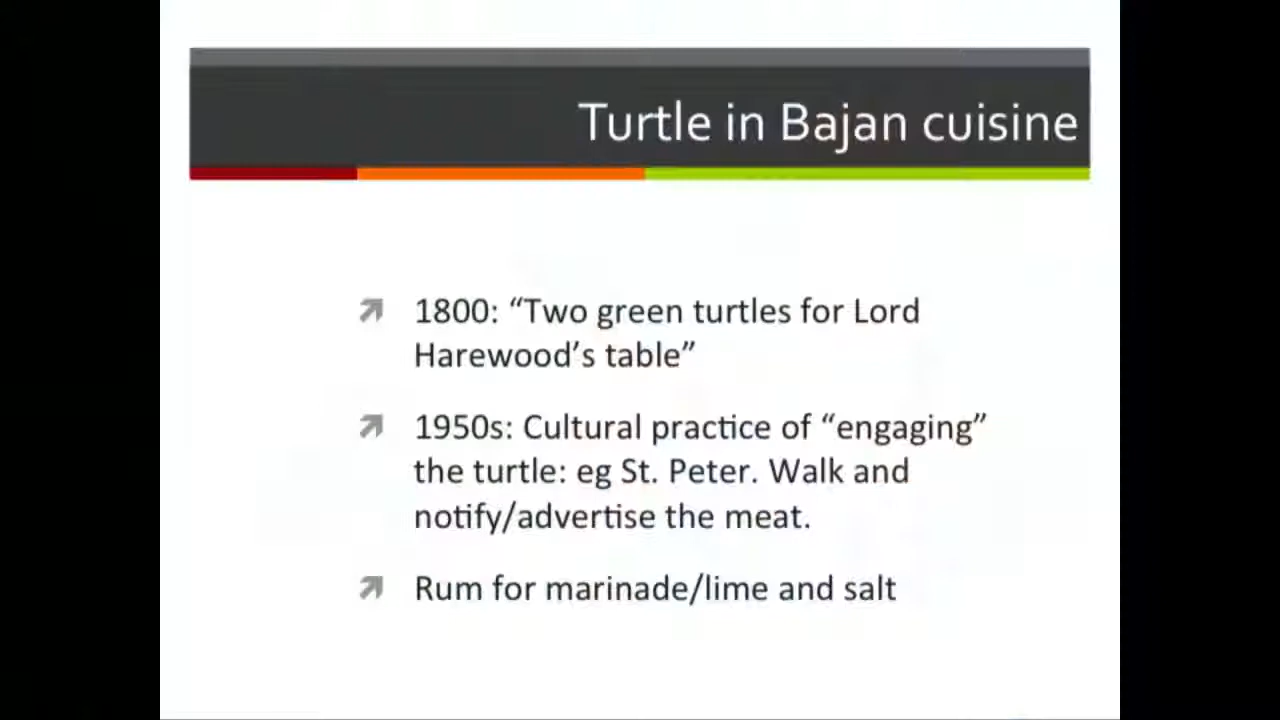 Turtle in Bajan cuisine
1800: “Two green turtles for Lord
Harewood’s table”
1950s: Cultural practice of “engaging”
the turtle: eg St. Peter. Walk and
notify/advertise the meat.
Rum for marinade/lime and salt